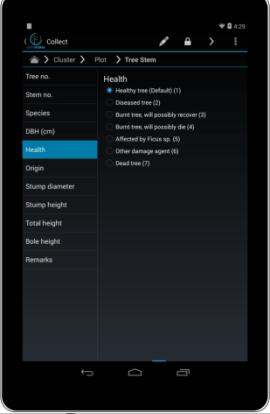 4:29
Collect
Cluster Plot Tree Stem
Tree no.
Stem no.
Species
DBH (cm)
Health
Origin
Stump diameter
Stump height
Total height
Bole height
Remarks
Health
Healthy tree (Default) (1)
Diseased tree (2)
Burnt tree, will possibly recover (3)
Burnt tree, will possibly die (4)
Affected by Ficus sp. (5)
Other damage agent (6)
Dead tree (7)